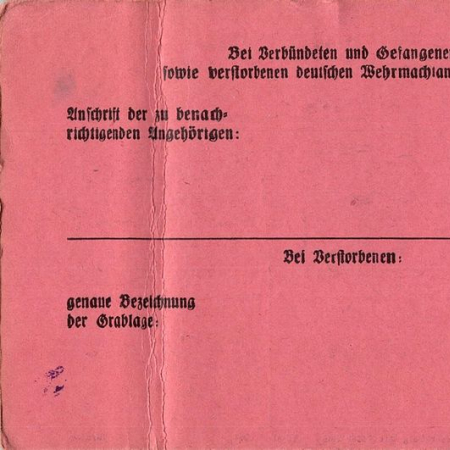 Bei Verbündeten und Gefangene
sowie verstorbenen deutschen Wehrmachtan
Anschrift der zu benach-
richtigenden Angehörigen:
Bei Verstorbenen:
genaue Bezeichnung
der Grablage: